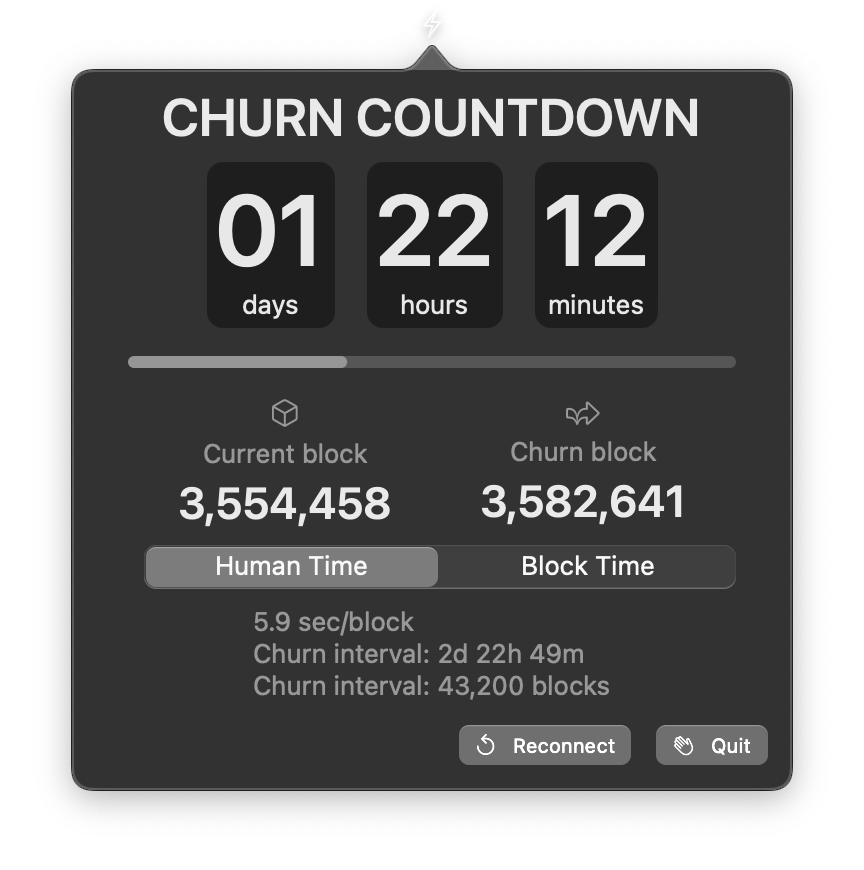 CHURN COUNTDOWN
01 22 12
days hours minutes
Current block Churn block
3,554,458 3,582,641
Human Time Block Time
5.9 sec/block
Churn interval: 2d 22h 49m
Churn interval: 43,200 blocks
Reconnect Quit